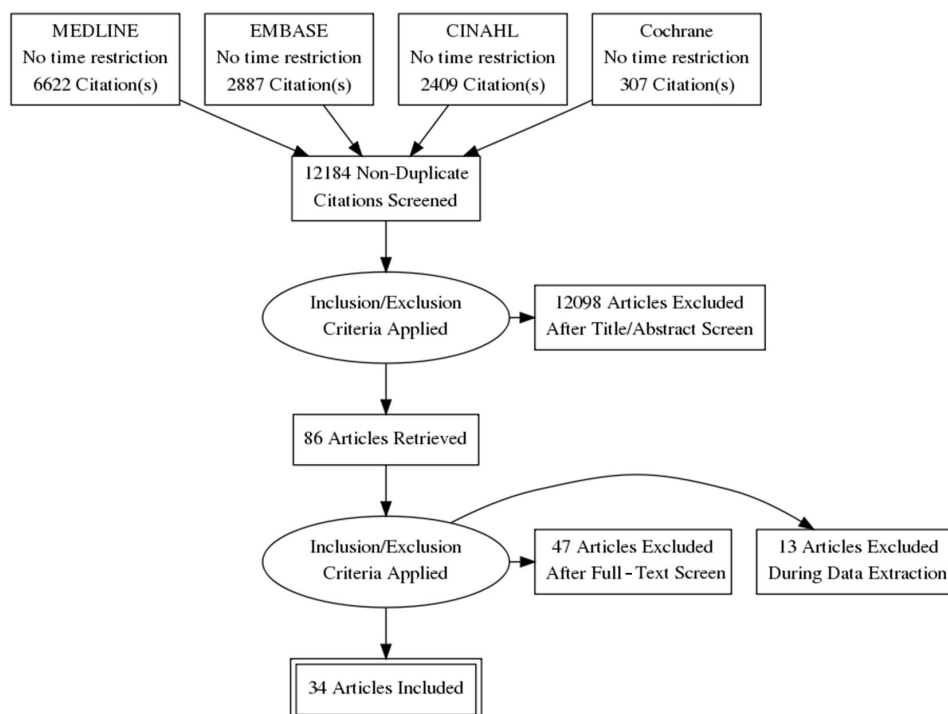 MEDLINE
No time restriction
6622 Citation(s)
EMBASE
No time restriction
2887 Citation(s)
CINAHL
No time restriction
2409 Citation(s)
Cochrane
No time restriction
307 Citation(s)
12184 Non-Duplicate
Citations Screened
Inclusion/Exclusion
Criteria Applied
12098 Articles Excluded
After Title/Abstract Screen
86 Articles Retrieved
Inclusion/Exclusion
Criteria Applied
47 Articles Excluded
After Full-Text Screen
13 Articles Excluded
During Data Extraction
34 Articles Included